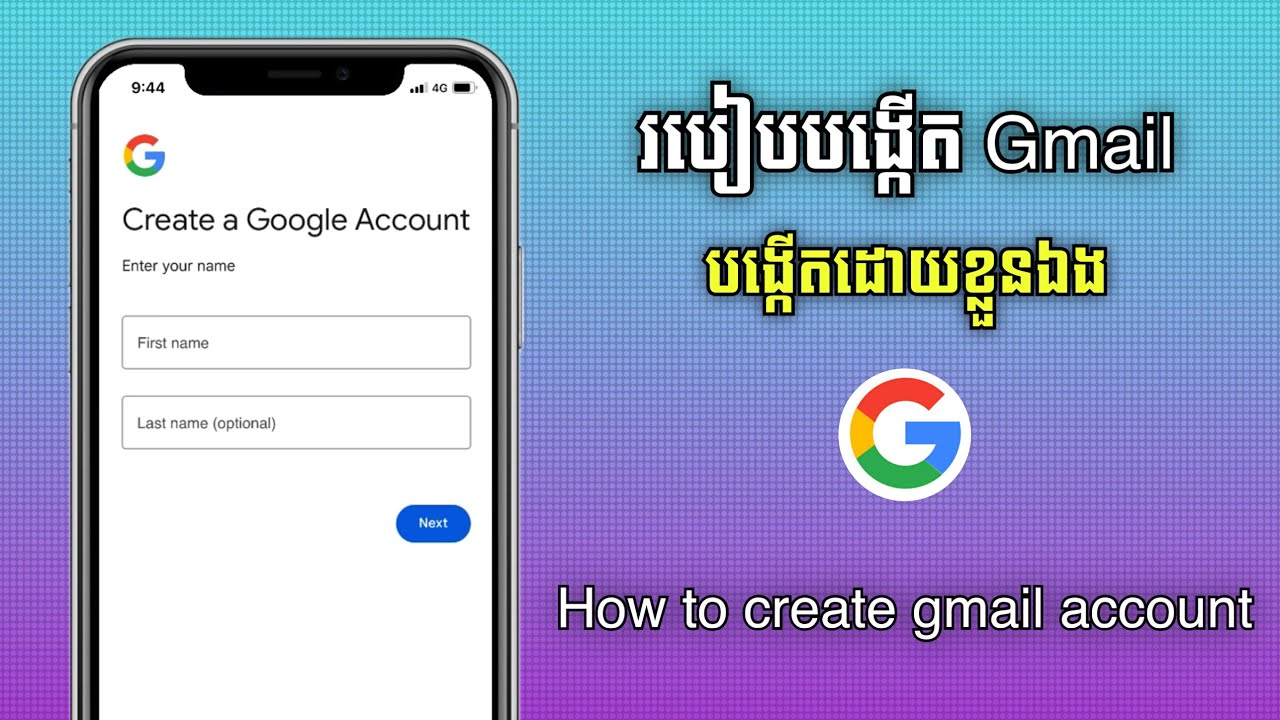 9:44
4G
Create a Google Account
Enter your name
First name
Last name (optional)
Next
របៀបបង្កើត Gmail
បង្កើតដោយខ្លួនឯង
How to create gmail account